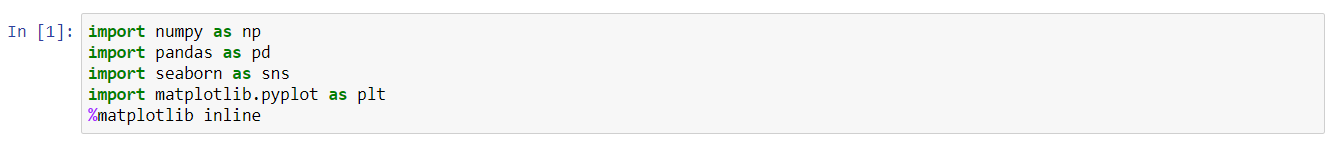 In [1]: import numpy as np
import pandas as pd
import seaborn as sns
import matplotlib.pyplot as plt
%matplotlib inline